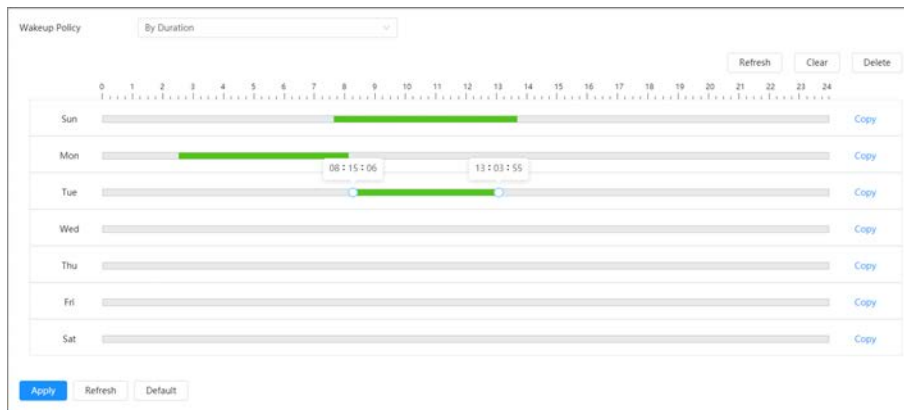 Wakeup Policy By Duration
Refresh Clear Delete
0 1 2 3 4 5 6 7 8 9 10 11 12 13 14 15 16 17 18 19 20 21 22 23 24
Sun Copy
Mon Copy
08 : 15 : 06 13 : 03 : 55
Tue Copy
Wed Copy
Thu Copy
Fri Copy
Sat Copy
Apply Refresh Default